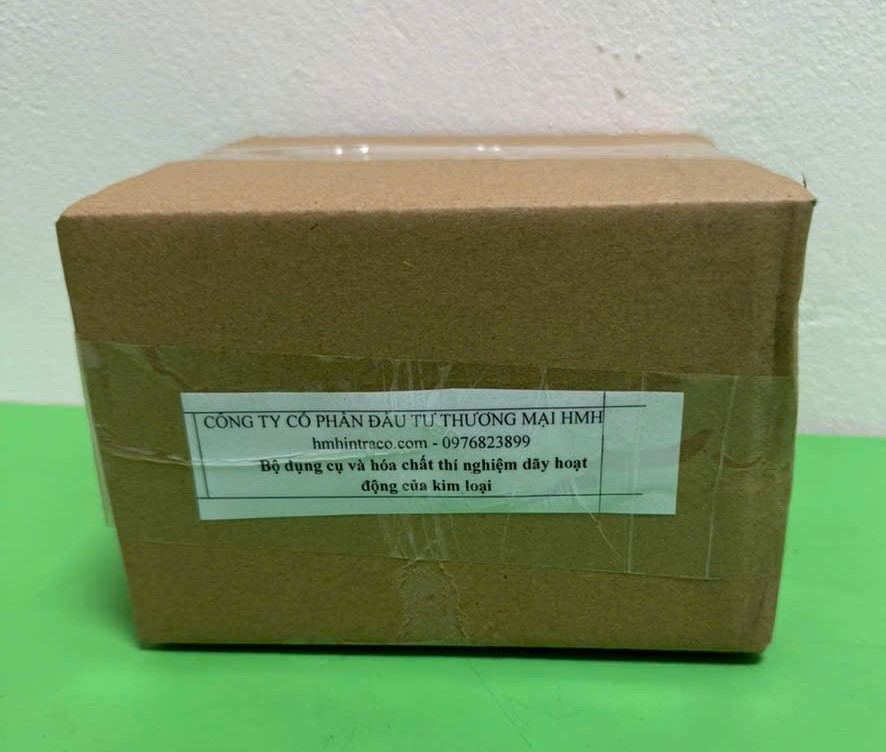 CÔNG TY CỔ PHẦN ĐẦU TƯ THƯƠNG MẠI HMH
hmhintraco.com - 0976823899
Bộ dụng cụ và hóa chất thí nghiệm dãy hoạt
động của kim loại